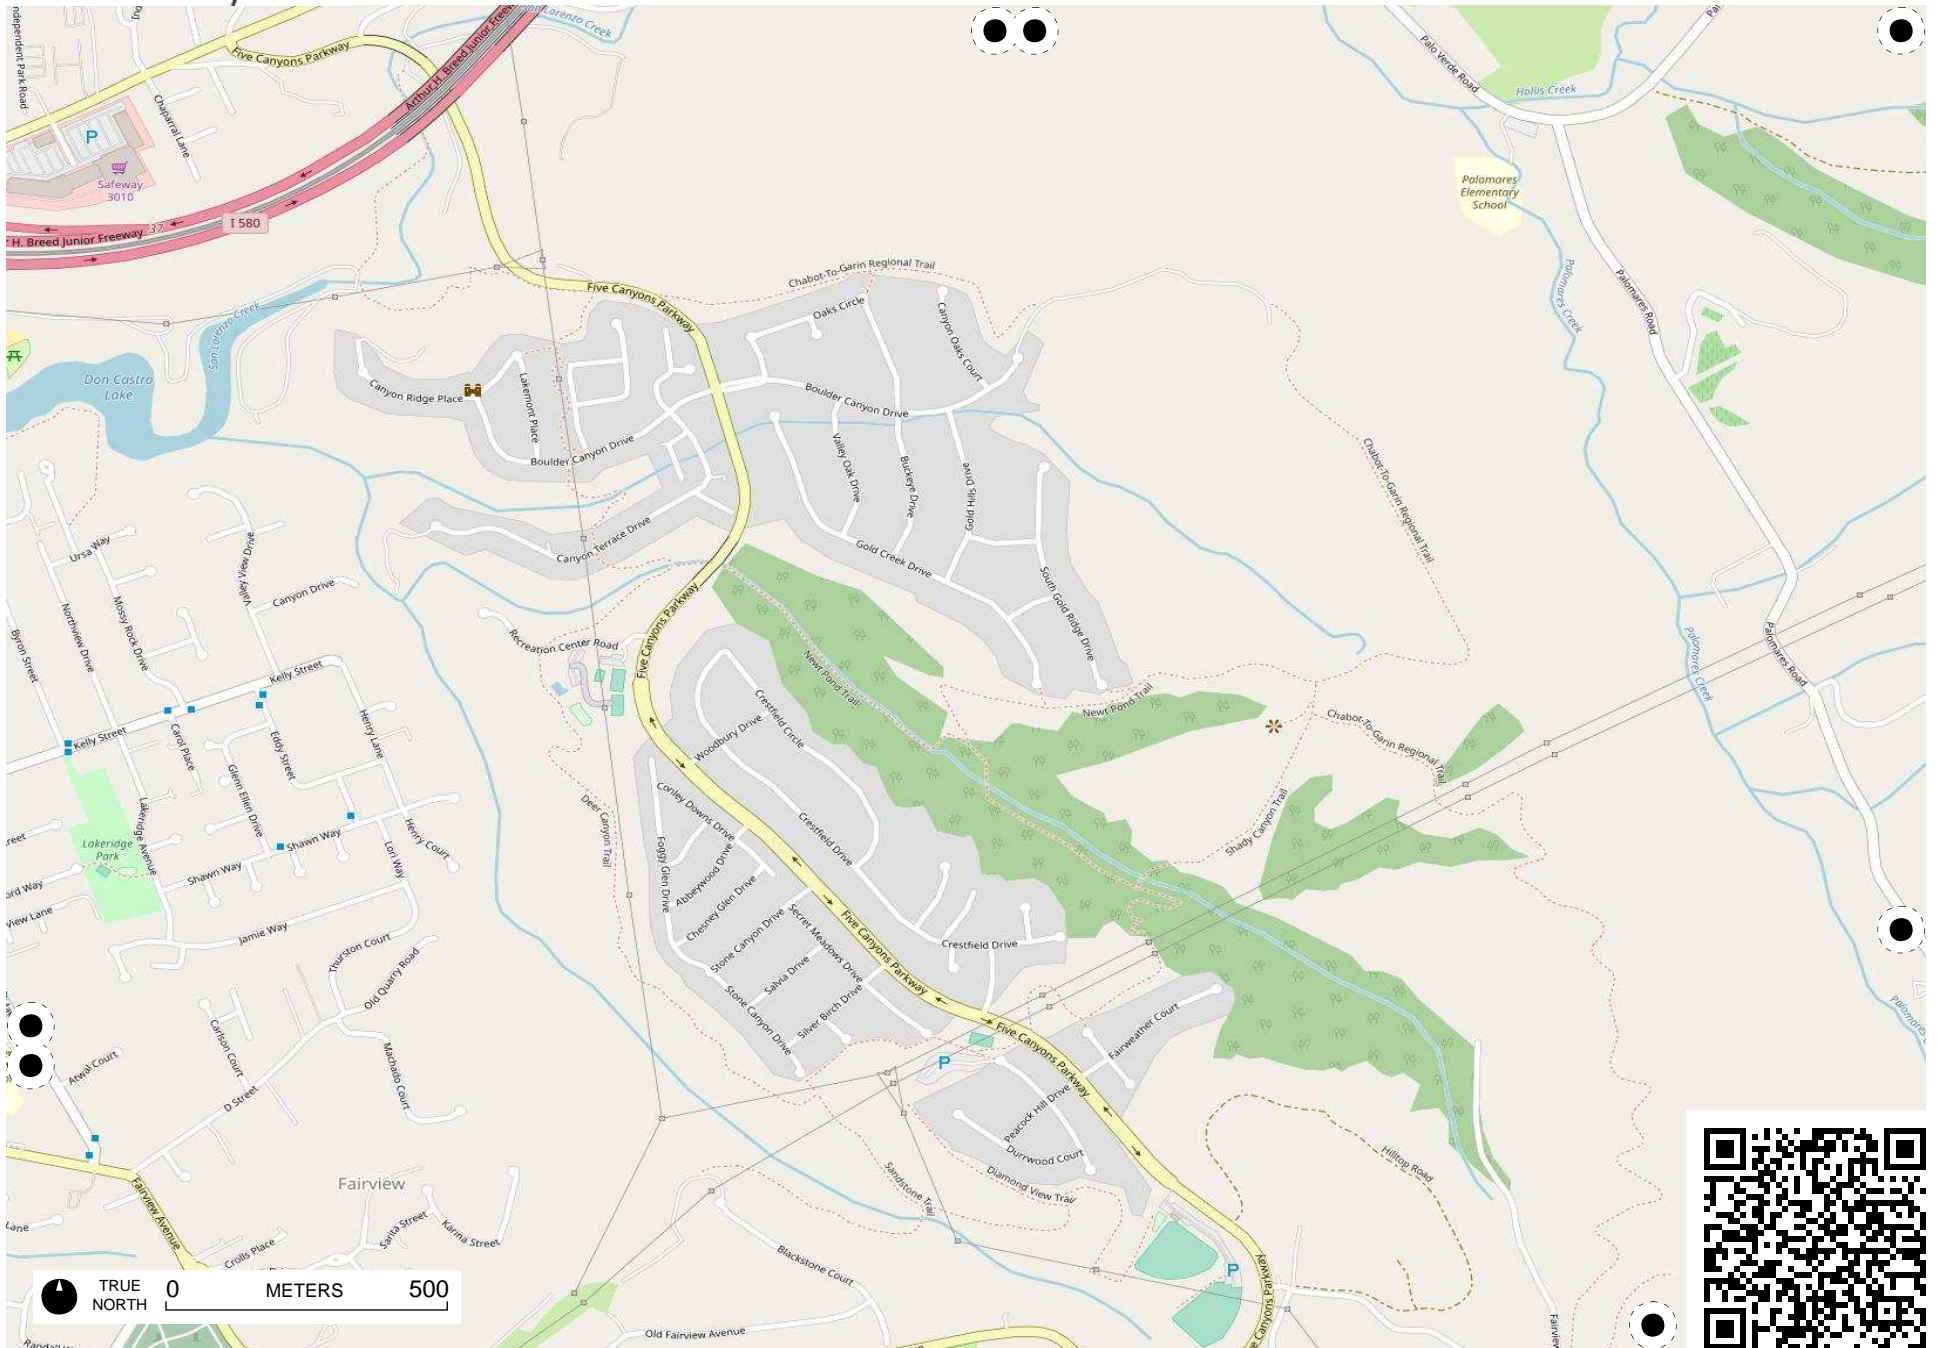 Five Canyons Parkway
San Lorenzo Creek
Arthur H. Breed Junior Freeway
Independent Park Road
Chaparral Lane
P
Safeway
3010
I 580
37
H. Breed Junior Freeway
Palo Verde Road
Hollis Creek
Palomares
Elementary
School
Palomares Creek
Palomares Road
Chabot-To-Garin Regional Trail
Five Canyons Parkway
Oaks Circle
Canyon Oaks Court
San Lorenzo Creek
Don Castro
Lake
Canyon Ridge Place
Lakemont Place
Boulder Canyon Drive
Boulder Canyon Drive
Valley Oak Drive
Buckeye Drive
Gold Hills Drive
Chabot-To-Garin Regional Trail
Canyon Terrace Drive
Gold Creek Drive
South Gold Ridge Drive
Ursa Way
Valley View Drive
Canyon Drive
Northview Drive
Mossy Rock Drive
Byron Street
Five Canyons Parkway
Recreation Center Road
Kelly Street
Newt Pond Trail
Newt Pond Trail
Palomares Creek
Palomares Road
Crestfield Circle
Woodbury Drive
Chabot-To-Garin Regional Trail
Kelly Street
Carol Place
Eddy Street
Henry Lane
Glenn Ellen Drive
Lakeridge Avenue
Conley Downs Drive
Deer Canyon Trail
Crestfield Drive
Shady Canyon Trail
Lakeridge
Park
Shawn Way
Henry Court
Lori Way
Foggy Glen Drive
Abbeywood Drive
Shawn Way
Chesney Glen Drive
View Lane
Jamie Way
Stone Canyon Drive
Secret Meadows Drive
Five Canyons Parkway
Crestfield Drive
Thurston Court
Old Quarry Road
Salvia Drive
Stone Canyon Drive
Silver Birch Drive
Carlson Court
Machado Court
Five Canyons Parkway
Fairweather Court
Atwal Court
D Street
P
Peacock Hill Drive
Durrwood Court
Diamond View Trail
Sandstone Trail
Hilltop Road
Fairview
Fairview Avenue
Sarita Street
Karina Street
Crolls Place
Blackstone Court
P
Five Canyons Parkway
Old Fairview Avenue
Fairview
TRUE
NORTH
0 METERS 500